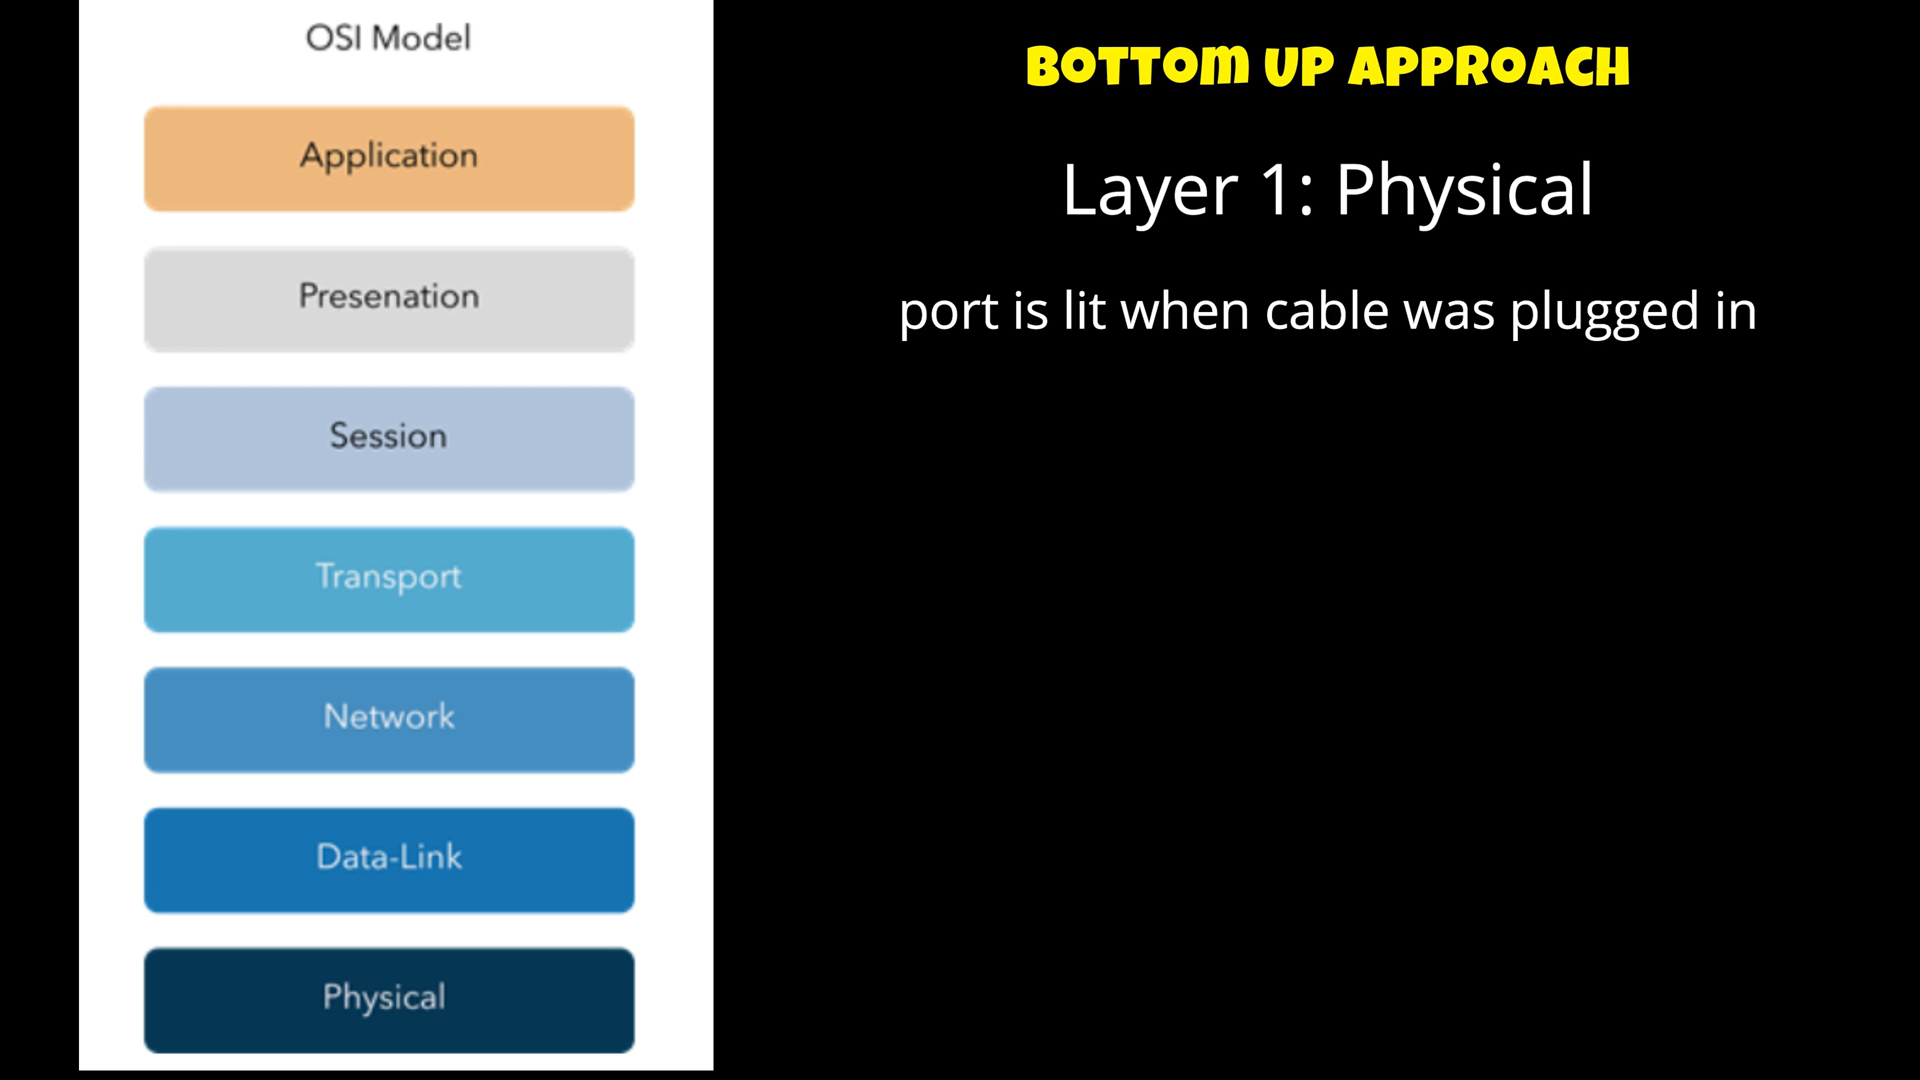 OSI Model
Application
Presenation
Session
Transport
Network
Data-Link
Physical
BOTTOM UP APPROACH
Layer 1: Physical
port is lit when cable was plugged in